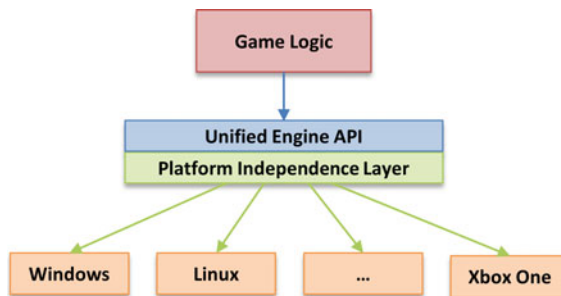 Game Logic
Unified Engine API
Platform Independence Layer
Windows
Linux
...
Xbox One